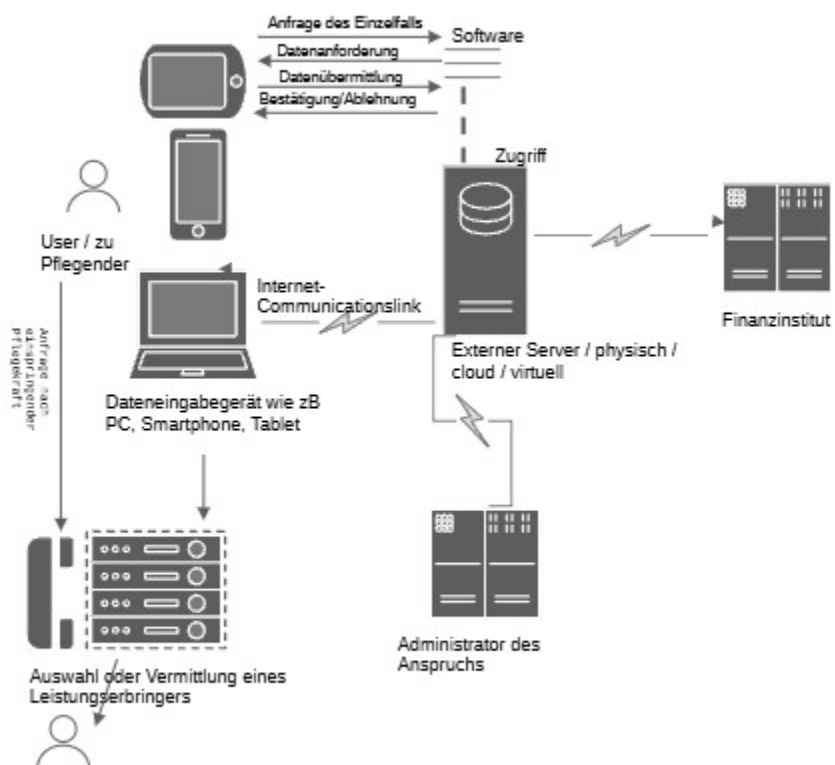 Anfrage des Einzelfalls
Software
Datenanforderung
Datenübermittlung
Bestätigung/Ablehnung
Zugriff
User / zu
Pflegender
Internet-
Communicationslink
Finanzinstitut
Externer Server / physisch /
cloud / virtuell
Anfrage nach
einspringender
pflegekraft
Dateneingabegerät wie zB
PC, Smartphone, Tablet
Administrator des
Anspruchs
Auswahl oder Vermittlung eines
Leistungserbringers